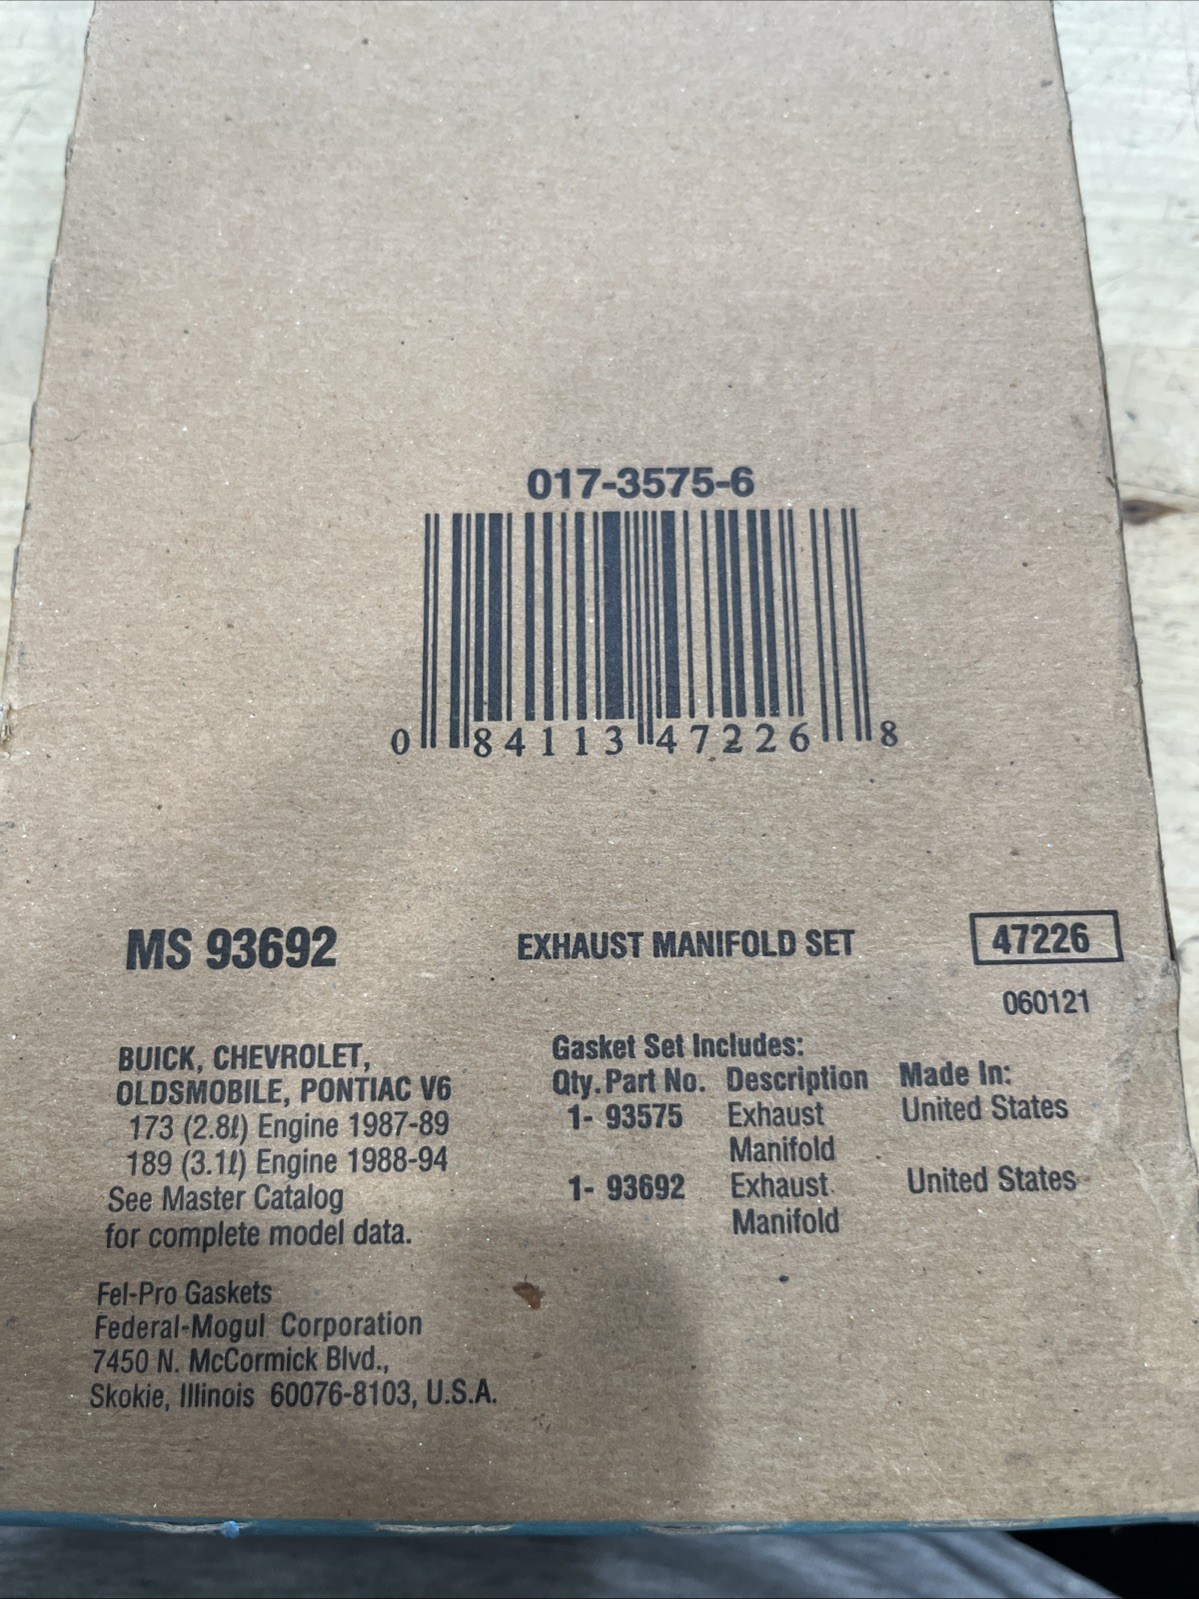 017-3575-6
0 84113 47226 8
MS 93692
EXHAUST MANIFOLD SET
47226
060121
BUICK, CHEVROLET,
OLDSMOBILE, PONTIAC V6
173 (2.8ℓ) Engine 1987-89
189 (3.1ℓ) Engine 1988-94
See Master Catalog
for complete model data.
Gasket Set Includes:
Qty. Part No. Description Made In:
1- 93575 Exhaust United States
Manifold
1- 93692 Exhaust United States
Manifold
Fel-Pro Gaskets
Federal-Mogul Corporation
7450 N. McCormick Blvd.,
Skokie, Illinois 60076-8103, U.S.A.